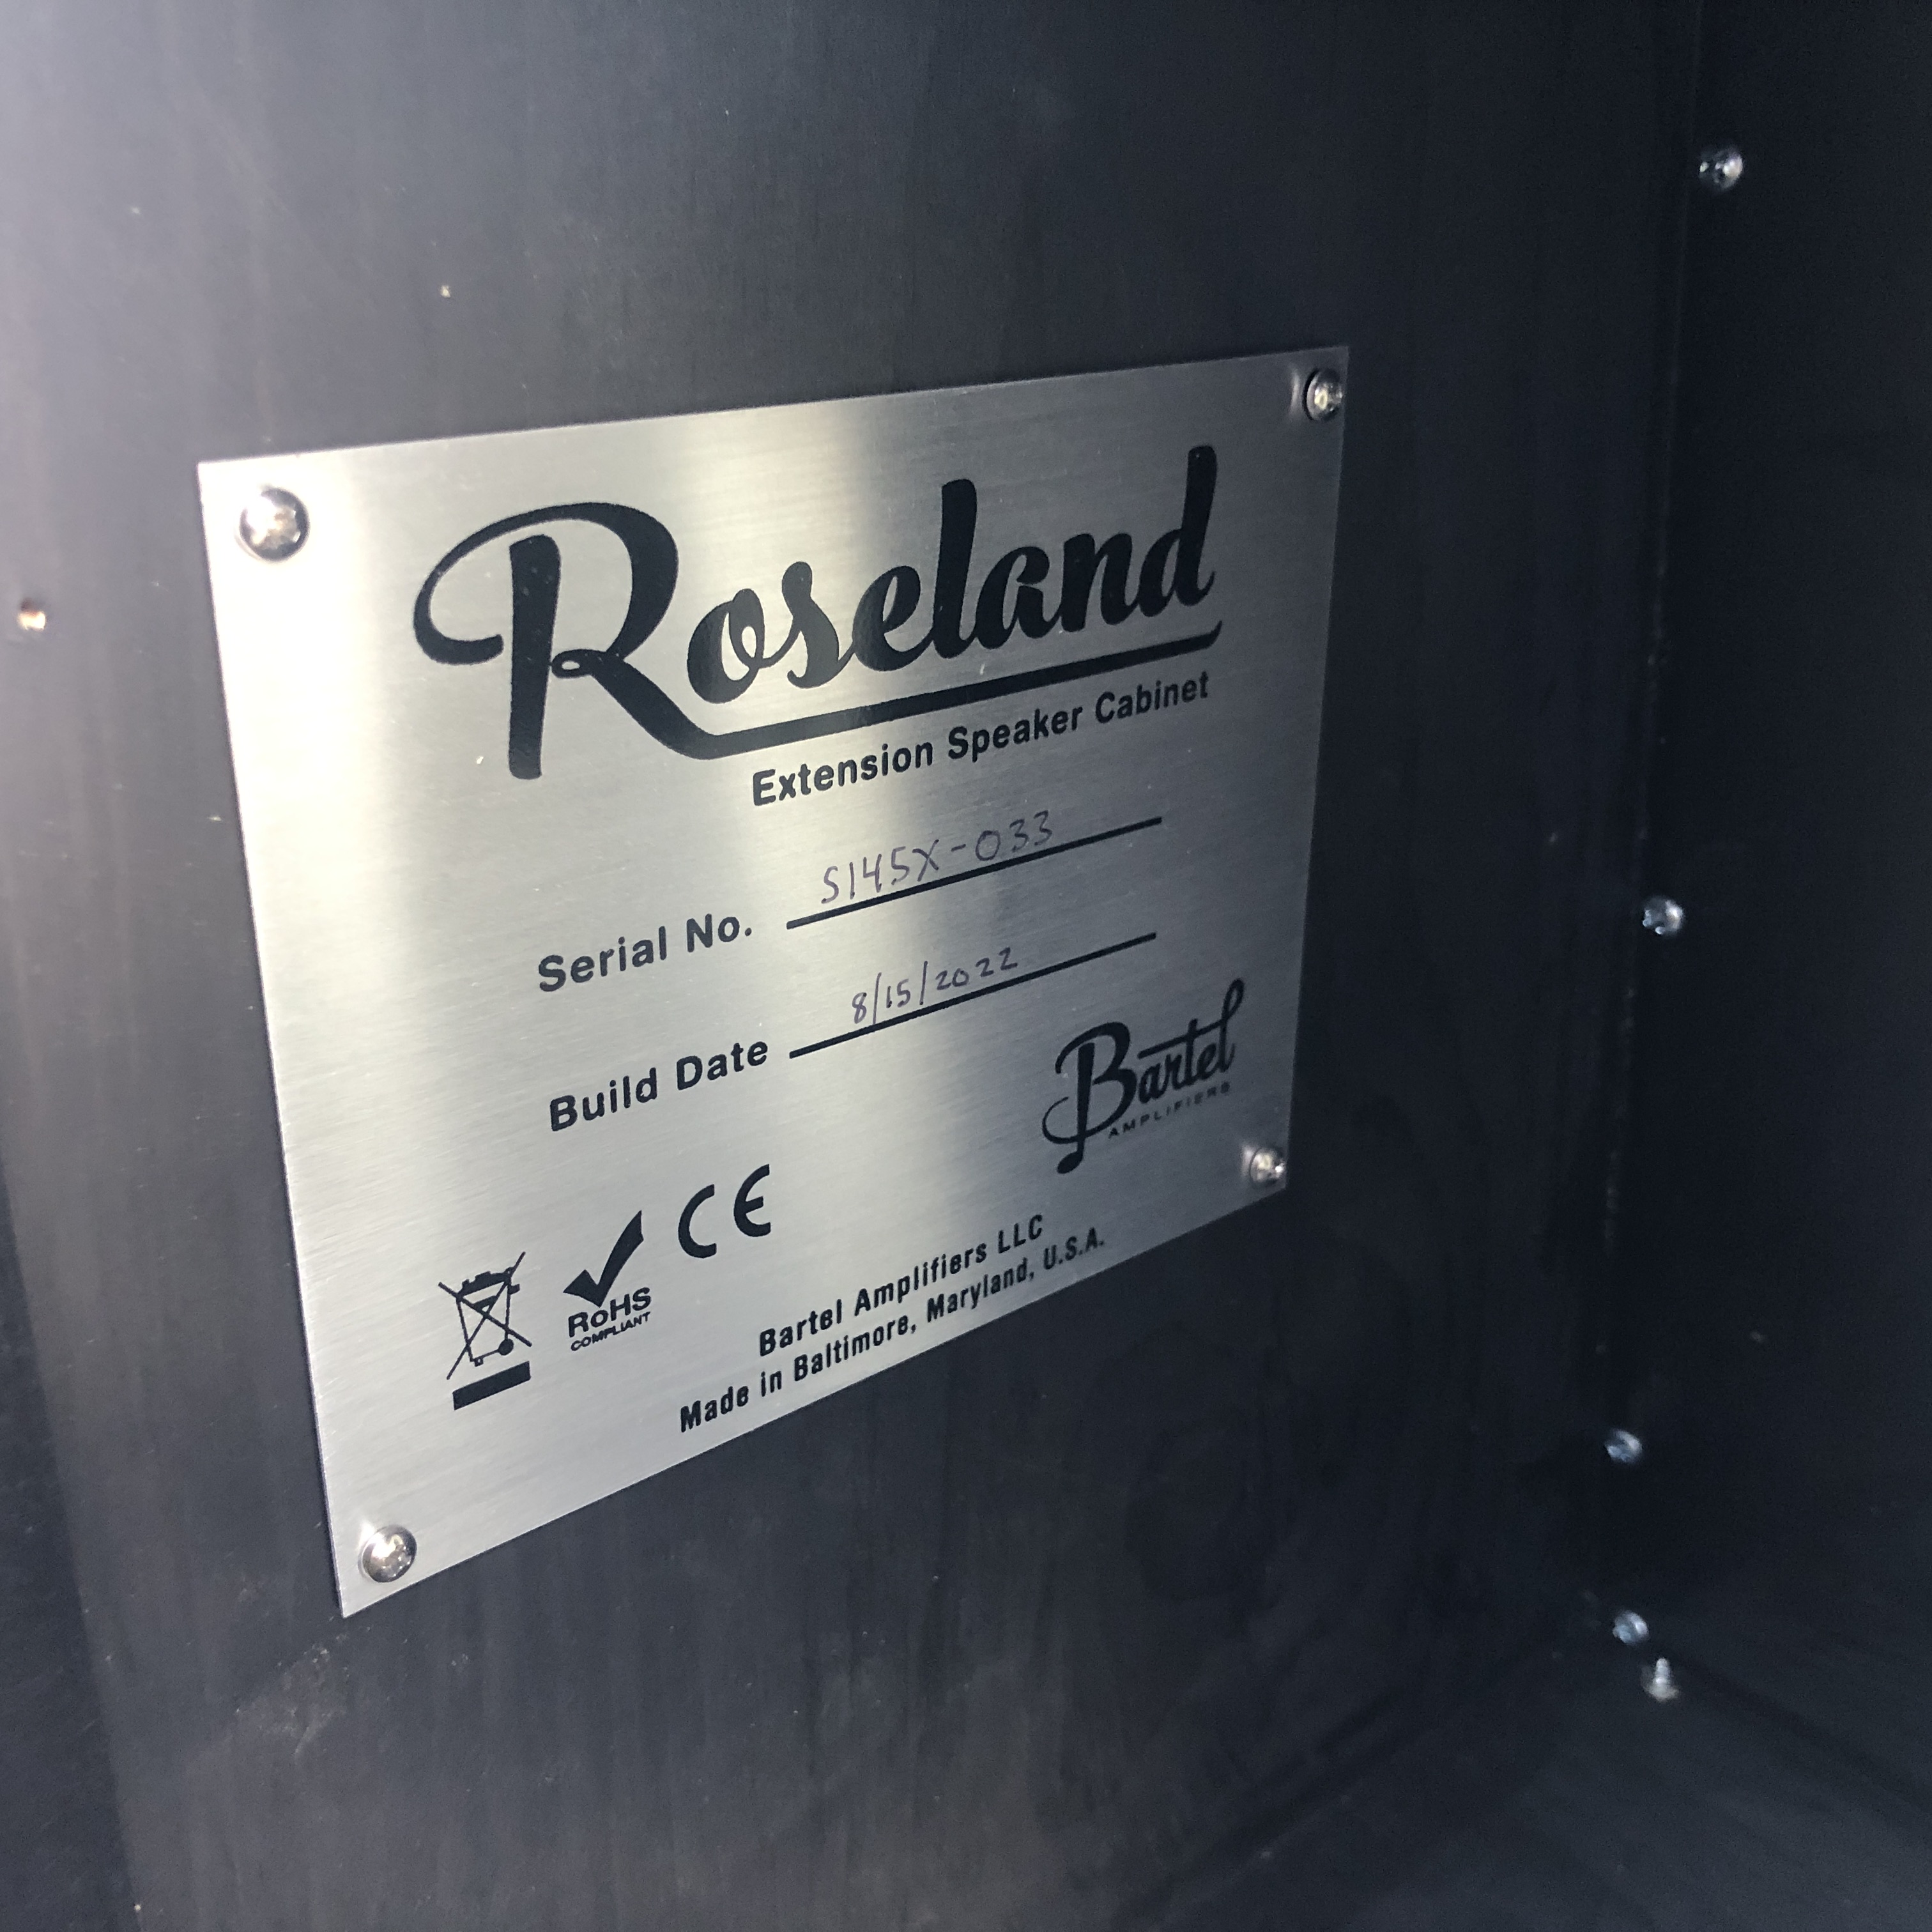 Roseland
Extension Speaker Cabinet
Serial No. S145X-033
Build Date 8/15/2022
Bartel
AMPLIFIERS
CE
RoHS
COMPLIANT
Bartel Amplifiers LLC
Made in Baltimore, Maryland, U.S.A.